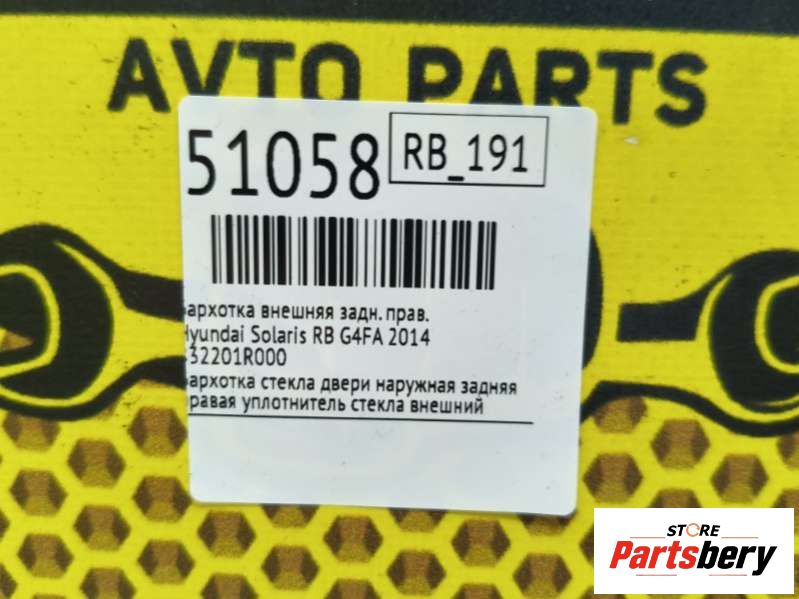 AVTO PARTS
51058
RB_191
архотка внешняя задн. прав.
yundai Solaris RB G4FA 2014
32201R000
архотка стекла двери наружная задняя
равая уплотнитель стекла внешний
STORE
Partsbery